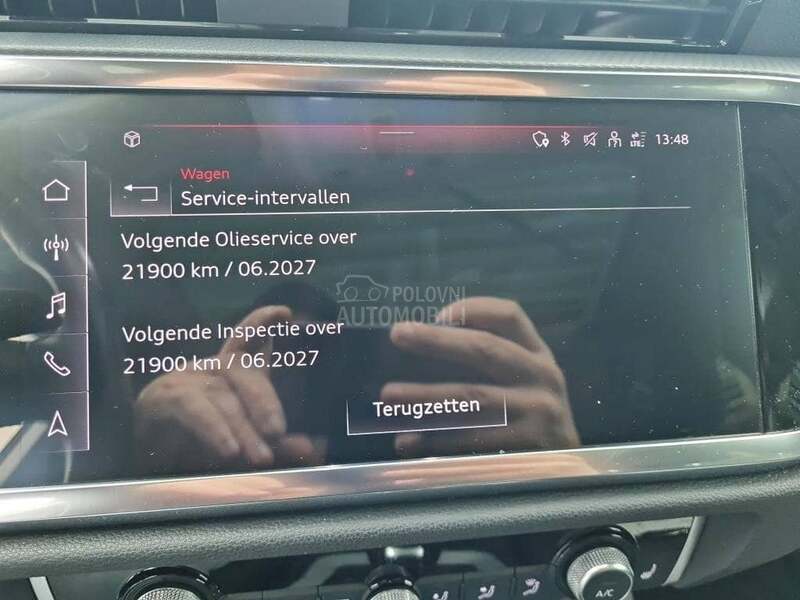 13:48
Wagen
Service-intervallen
Volgende Olieservice over
21900 km / 06.2027
POLOVNI
AUTOMOBILI
Volgende Inspectie over
21900 km / 06.2027
Terugzetten
A/C